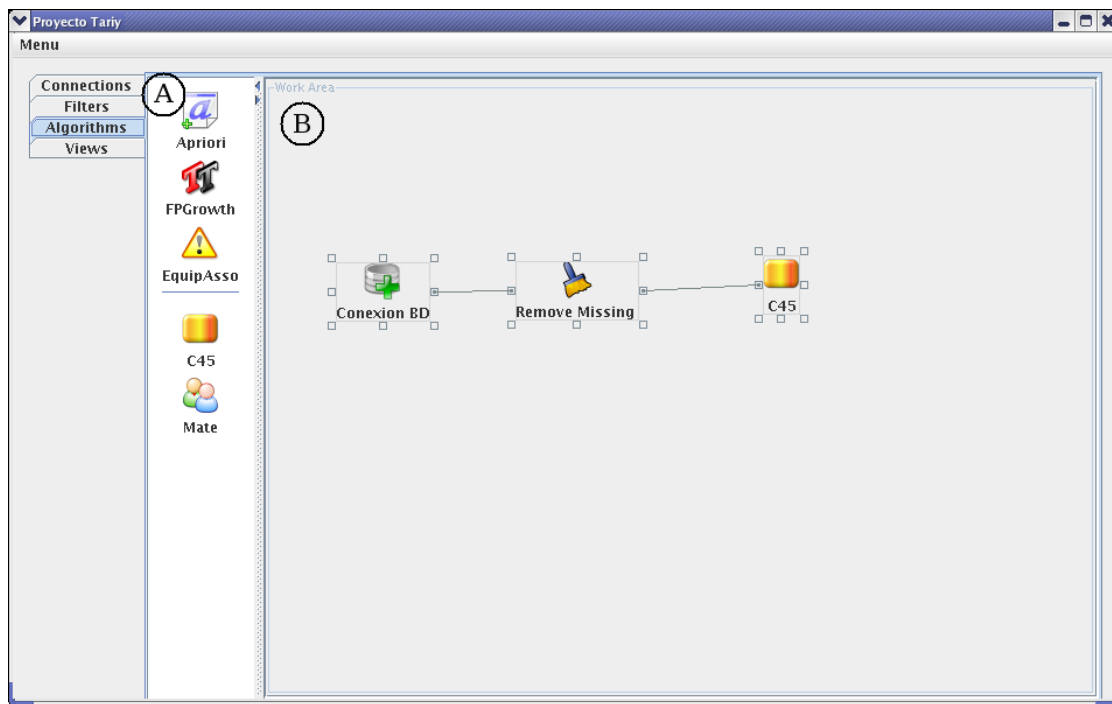 Proyecto Tariy
Menu
Connections
Filters
Algorithms
Views
A
Apriori
FPGrowth
EquipAsso
C45
Mate
Work Area
B
Conexion BD
Remove Missing
C45